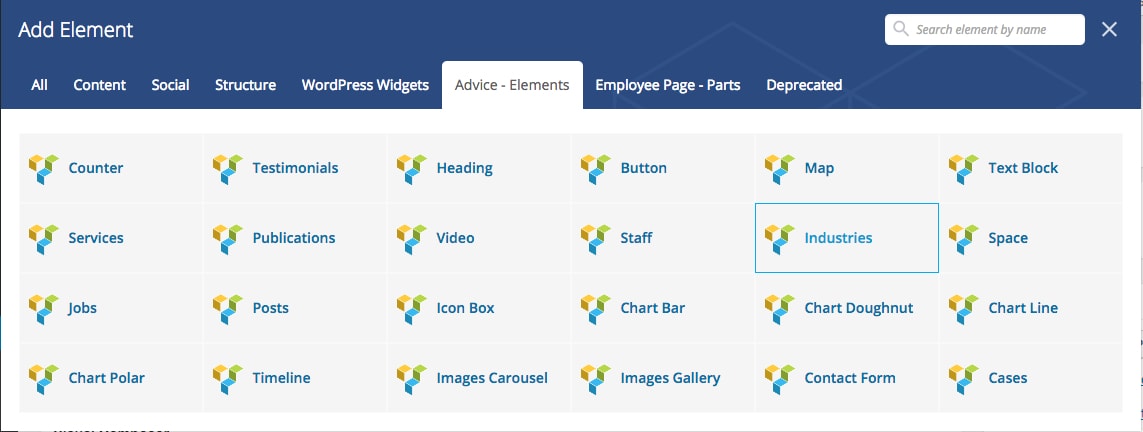 Add Element
Search element by name
All Content Social Structure WordPress Widgets Advice - Elements Employee Page - Parts Deprecated
Counter Testimonials Heading Button Map Text Block
Services Publications Video Staff Industries Space
Jobs Posts Icon Box Chart Bar Chart Doughnut Chart Line
Chart Polar Timeline Images Carousel Images Gallery Contact Form Cases